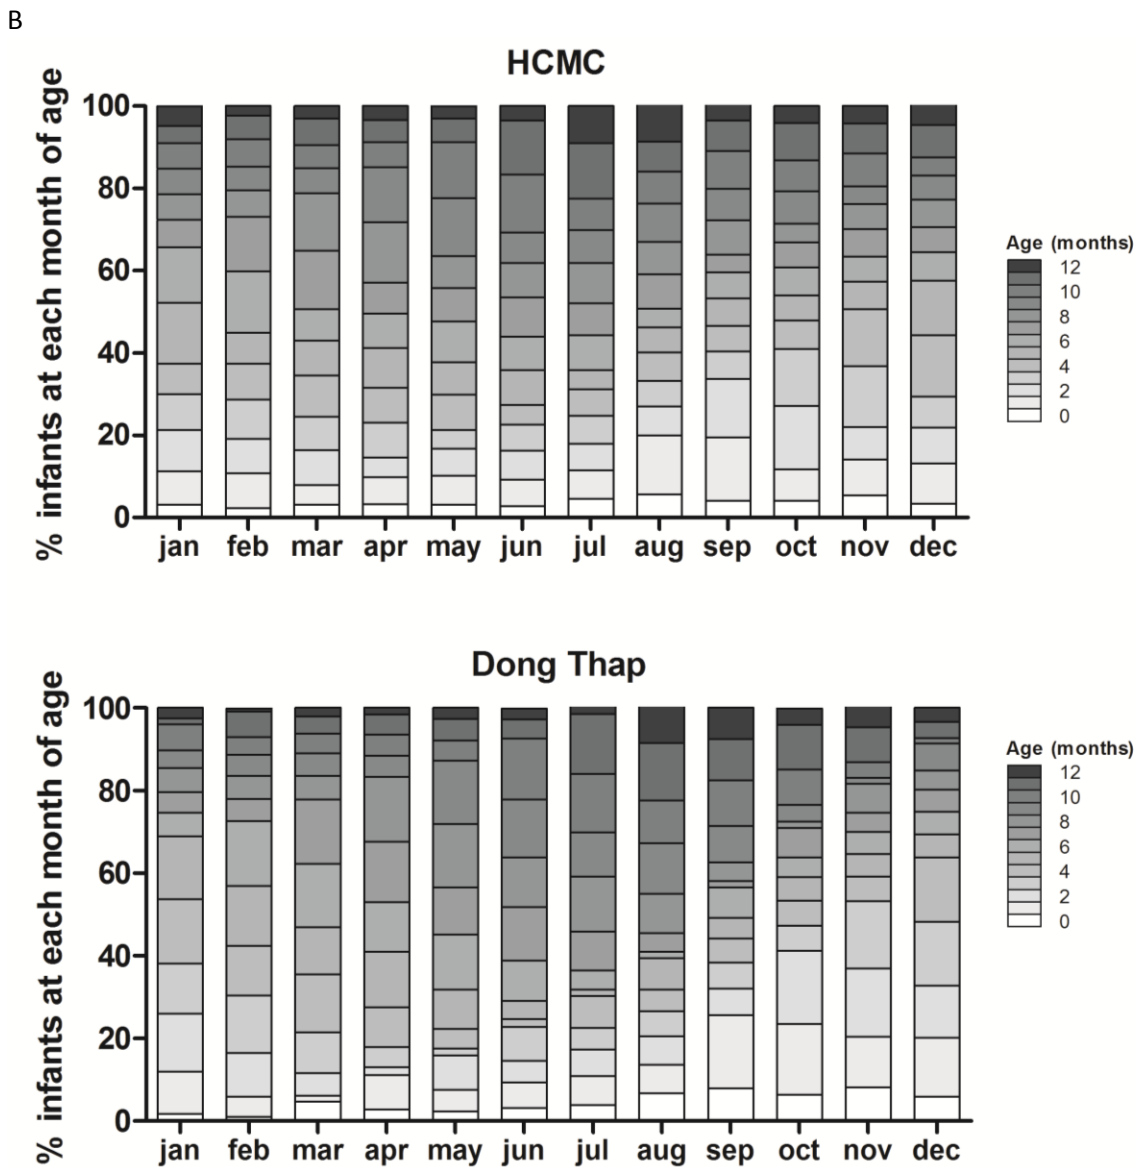 B
HCMC
% infants at each month of age
100
80
60
40
20
0
jan feb mar apr may jun jul aug sep oct nov dec
Age (months)
12
10
8
6
4
2
0
Dong Thap
% infants at each month of age
100
80
60
40
20
0
jan feb mar apr may jun jul aug sep oct nov dec
Age (months)
12
10
8
6
4
2
0